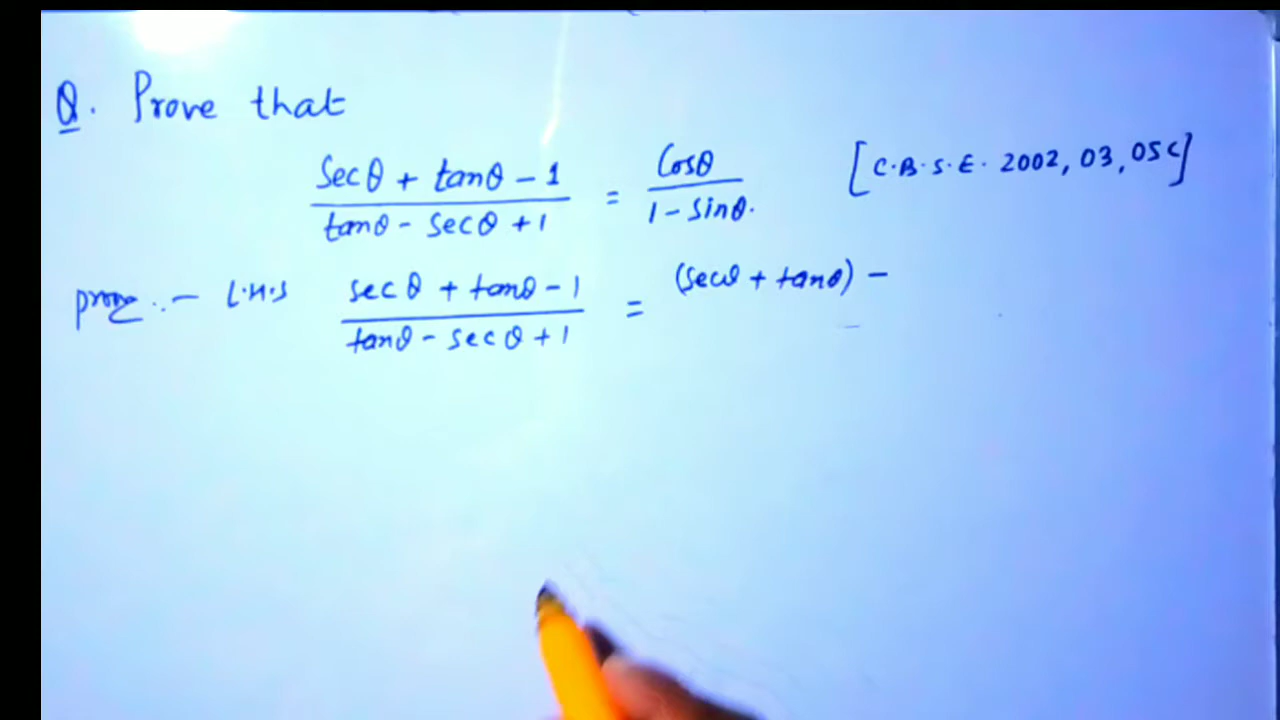 Q. Prove that
secθ + tanθ - 1 / tanθ - secθ + 1 = cosθ / 1 - sinθ. [C.B.S.E. 2002, 03, 05C]
L.H.S secθ + tanθ - 1 / tanθ - secθ + 1 = (secθ + tanθ) -